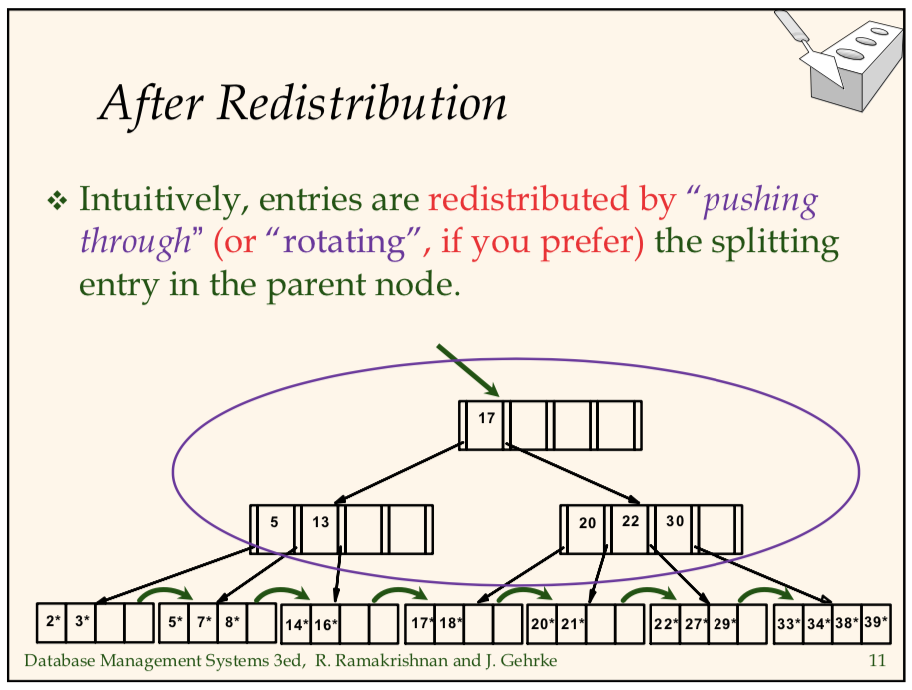 After Redistribution
❖ Intuitively, entries are redistributed by “pushing
through” (or “rotating”, if you prefer) the splitting
entry in the parent node.
17
5 13 20 22 30
2* 3* 5* 7* 8* 14* 16* 17* 18* 20* 21* 22* 27* 29* 33* 34* 38* 39*
Database Management Systems 3ed, R. Ramakrishnan and J. Gehrke 11